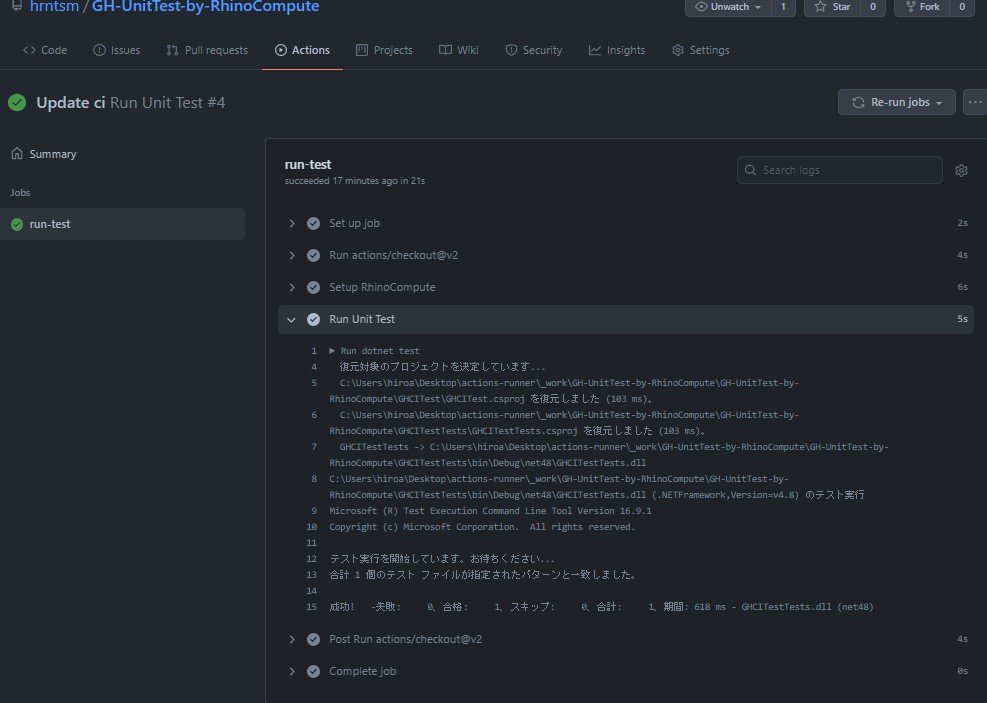 hrntsm / GH-UnitTest-by-RhinoCompute
Unwatch 1 Star 0 Fork 0
Code Issues Pull requests Actions Projects Wiki Security Insights Settings
Update ci Run Unit Test #4
Re-run jobs
Summary
Jobs
run-test
run-test
succeeded 17 minutes ago in 21s
Search logs
Set up job 2s
Run actions/checkout@v2 4s
Setup RhinoCompute 6s
Run Unit Test 5s
1 Run dotnet test
4 復元対象のプロジェクトを決定しています...
5 C:\Users\hiroa\Desktop\actions-runner\_work\GH-UnitTest-by-RhinoCompute\GH-UnitTest-by-
RhinoCompute\GHCITest\GHCITest.csproj を復元しました (103 ms)。
6 C:\Users\hiroa\Desktop\actions-runner\_work\GH-UnitTest-by-RhinoCompute\GH-UnitTest-by-
RhinoCompute\GHCITestTests\GHCITestTests.csproj を復元しました (103 ms)。
7 GHCITestTests -> C:\Users\hiroa\Desktop\actions-runner\_work\GH-UnitTest-by-RhinoCompute\GH-UnitTest-by-
RhinoCompute\GHCITestTests\bin\Debug\net48\GHCITestTests.dll
8 C:\Users\hiroa\Desktop\actions-runner\_work\GH-UnitTest-by-RhinoCompute\GH-UnitTest-by-
RhinoCompute\GHCITestTests\bin\Debug\net48\GHCITestTests.dll (.NETFramework,Version=v4.8) のテスト実行
9 Microsoft (R) Test Execution Command Line Tool Version 16.9.1
10 Copyright (c) Microsoft Corporation. All rights reserved.
11
12 テスト実行を開始しています。お待ちください...
13 合計 1 個のテスト ファイルが指定されたパターンと一致しました。
14
15 成功! -失敗: 0、合格: 1、スキップ: 0、合計: 1、期間: 618 ms - GHCITestTests.dll (net48)
Post Run actions/checkout@v2 4s
Complete job 0s